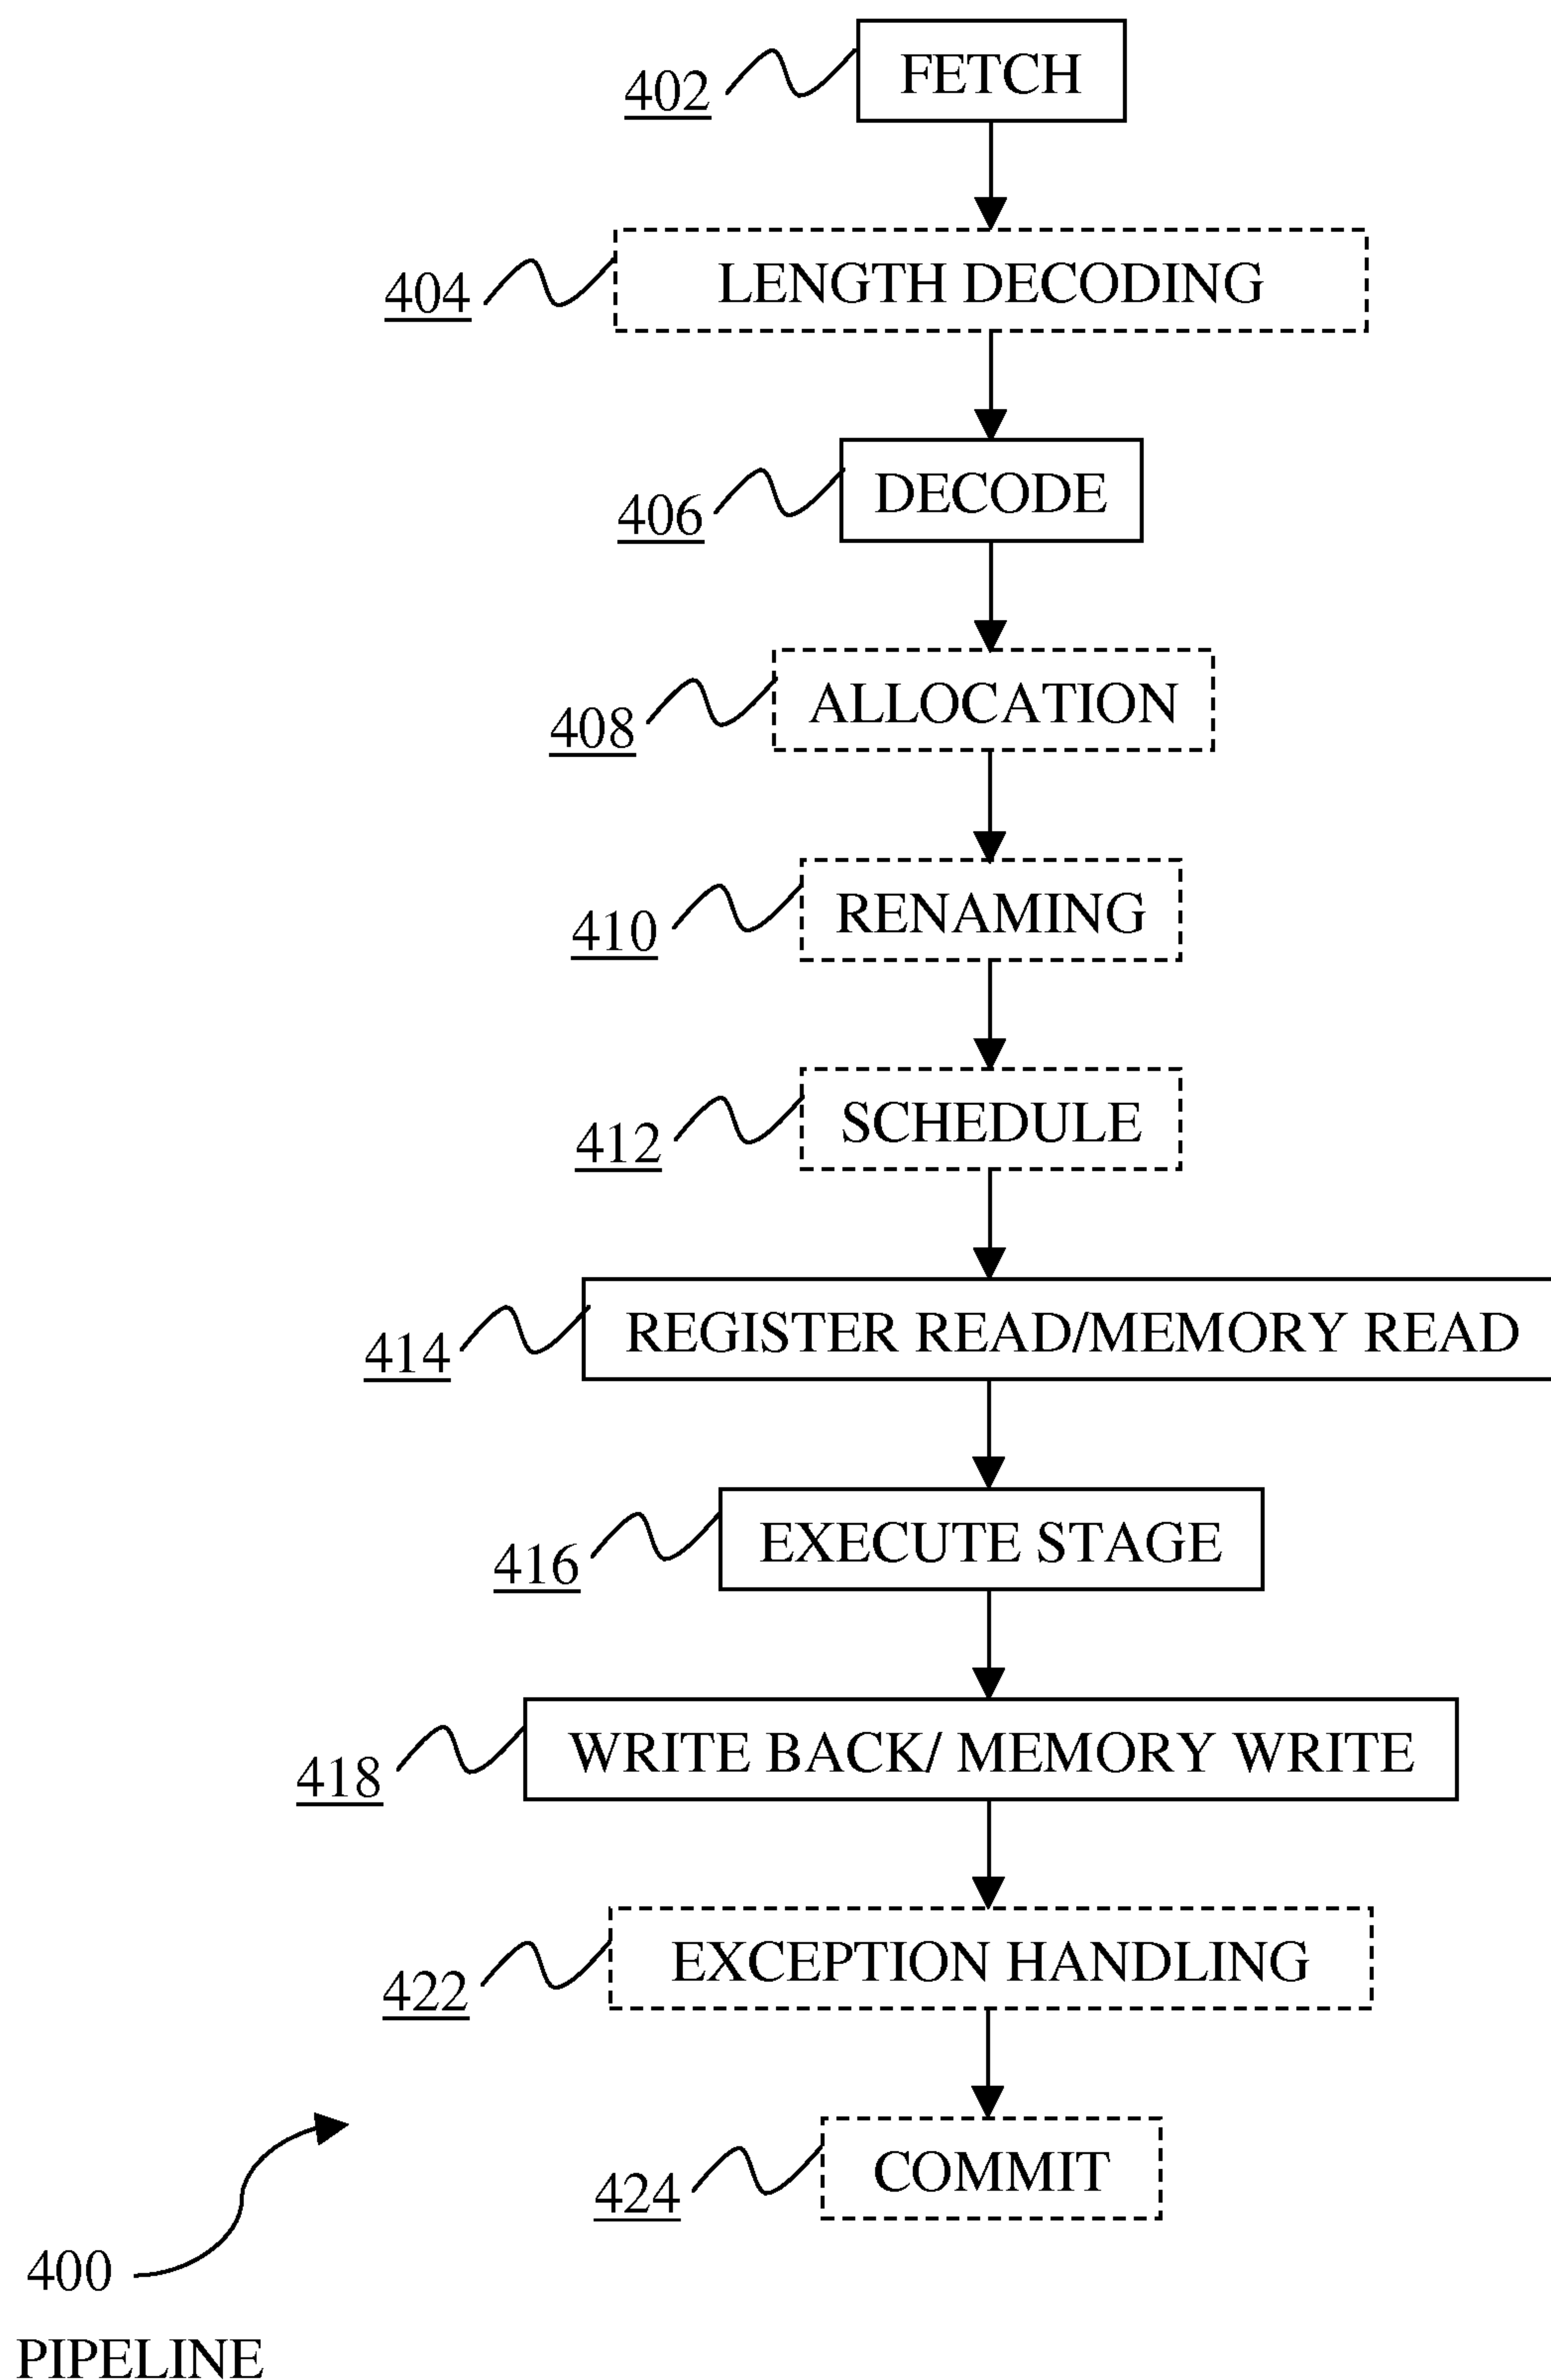 402 FETCH
404 LENGTH DECODING
406 DECODE
408 ALLOCATION
410 RENAMING
412 SCHEDULE
414 REGISTER READ/MEMORY READ
416 EXECUTE STAGE
418 WRITE BACK/ MEMORY WRITE
422 EXCEPTION HANDLING
424 COMMIT
400
PIPELINE